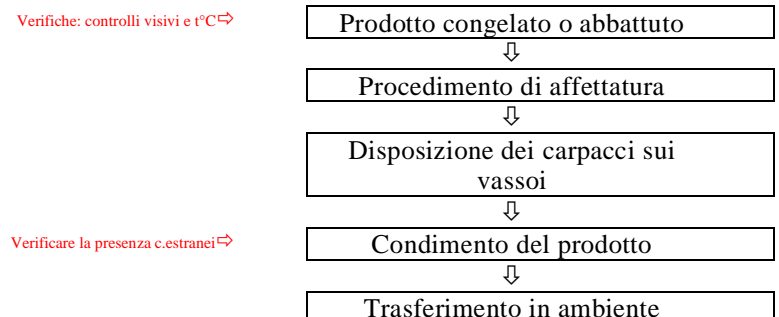 Verifiche: controlli visivi e t°C⇨
Prodotto congelato o abbattuto
⇩
Procedimento di affettatura
⇩
Disposizione dei carpacci sui
vassoi
⇩
Verificare la presenza c.estranei⇨
Condimento del prodotto
⇩
Trasferimento in ambiente